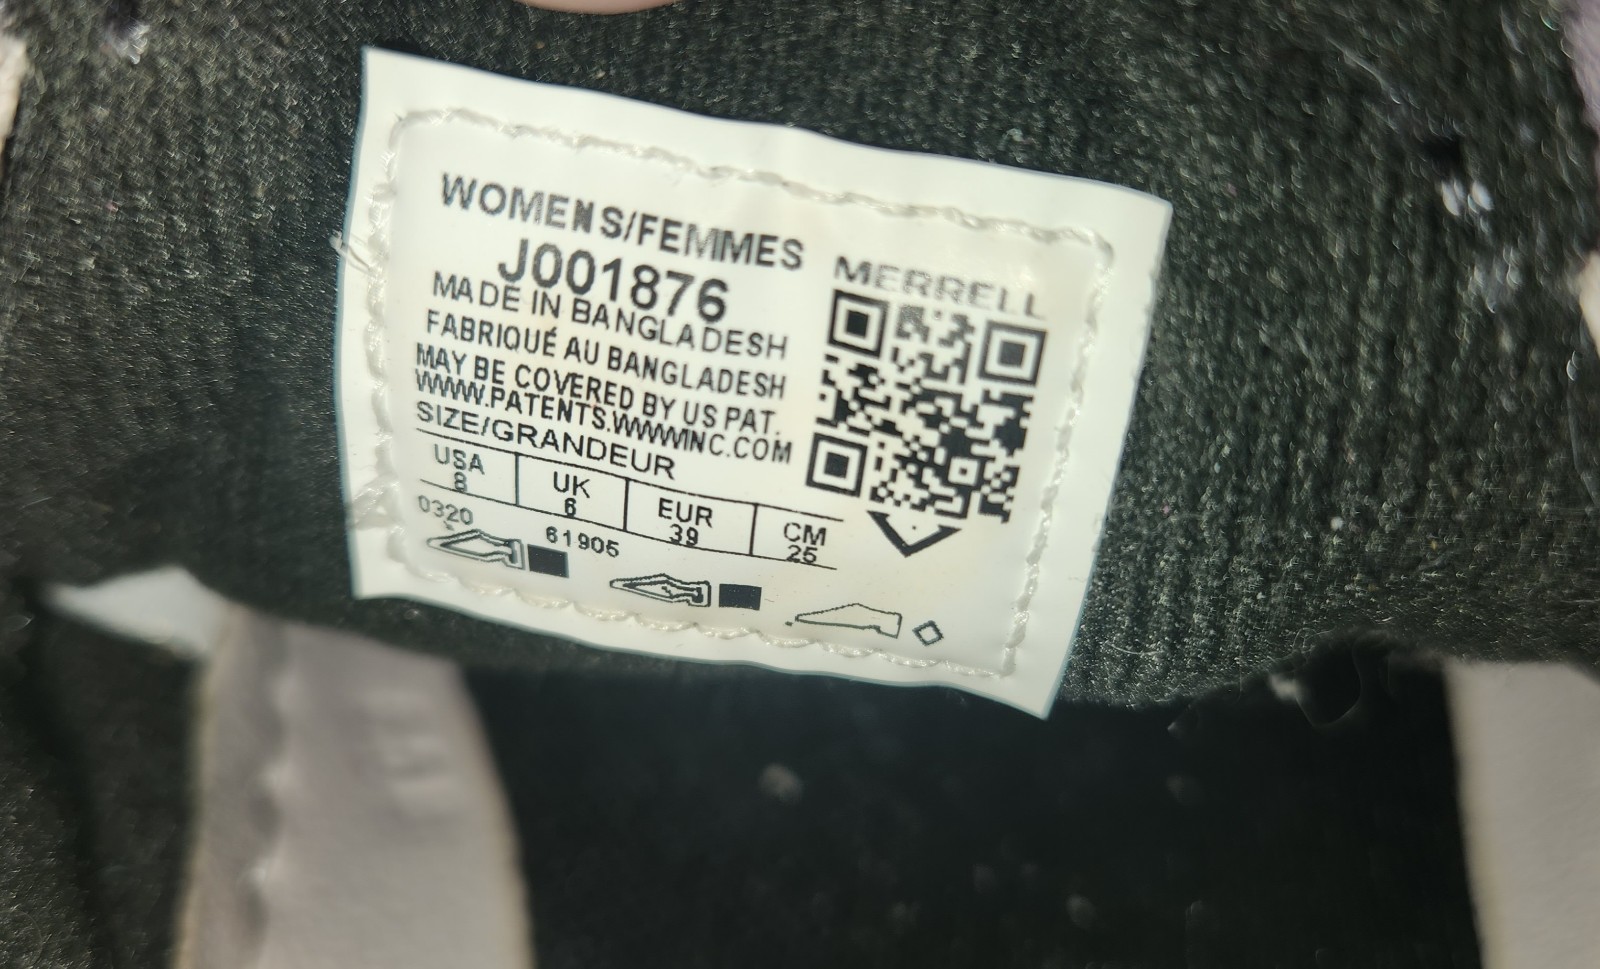 WOMENS/FEMMES
J001876
MADE IN BANGLADESH
FABRIQUÉ AU BANGLADESH
MAY BE COVERED BY US PAT.
WWW.PATENTS.WWWINC.COM
SIZE/GRANDEUR
USA UK EUR CM
8 6 39 25
0320 61905
MERRELL